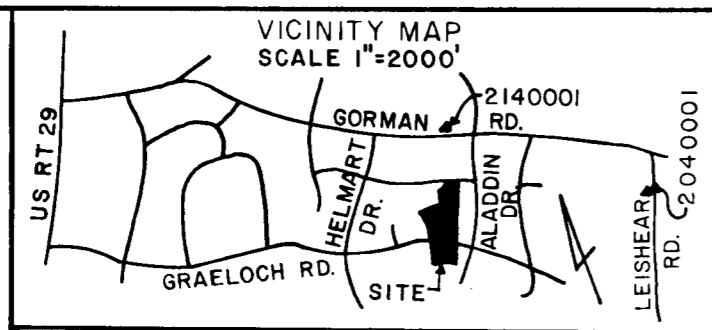 VICINITY MAP
SCALE 1"=2000'
2140001
GORMAN RD.
US RT 29
HELMART DR.
ALADDIN DR.
2040001
LEISHEAR RD.
GRAELOCH RD.
SITE